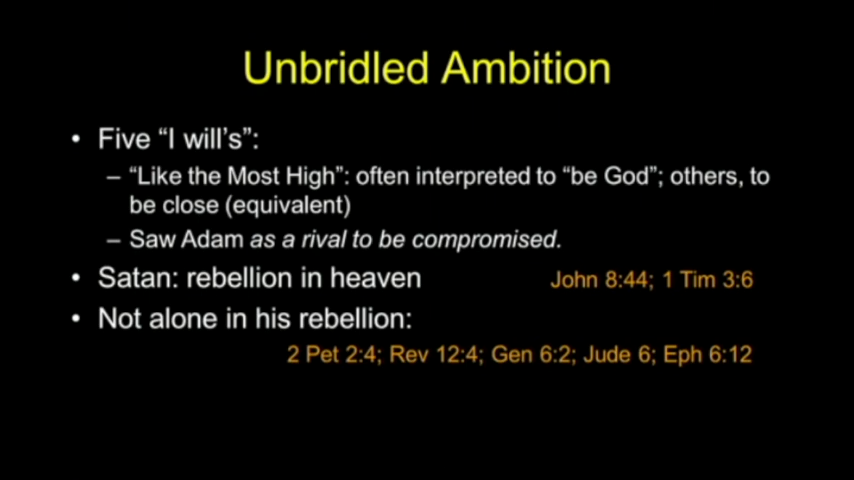 Unbridled Ambition
• Five “I will’s”:
– “Like the Most High”: often interpreted to “be God”; others, to
be close (equivalent)
– Saw Adam as a rival to be compromised.
• Satan: rebellion in heaven John 8:44; 1 Tim 3:6
• Not alone in his rebellion:
2 Pet 2:4; Rev 12:4; Gen 6:2; Jude 6; Eph 6:12